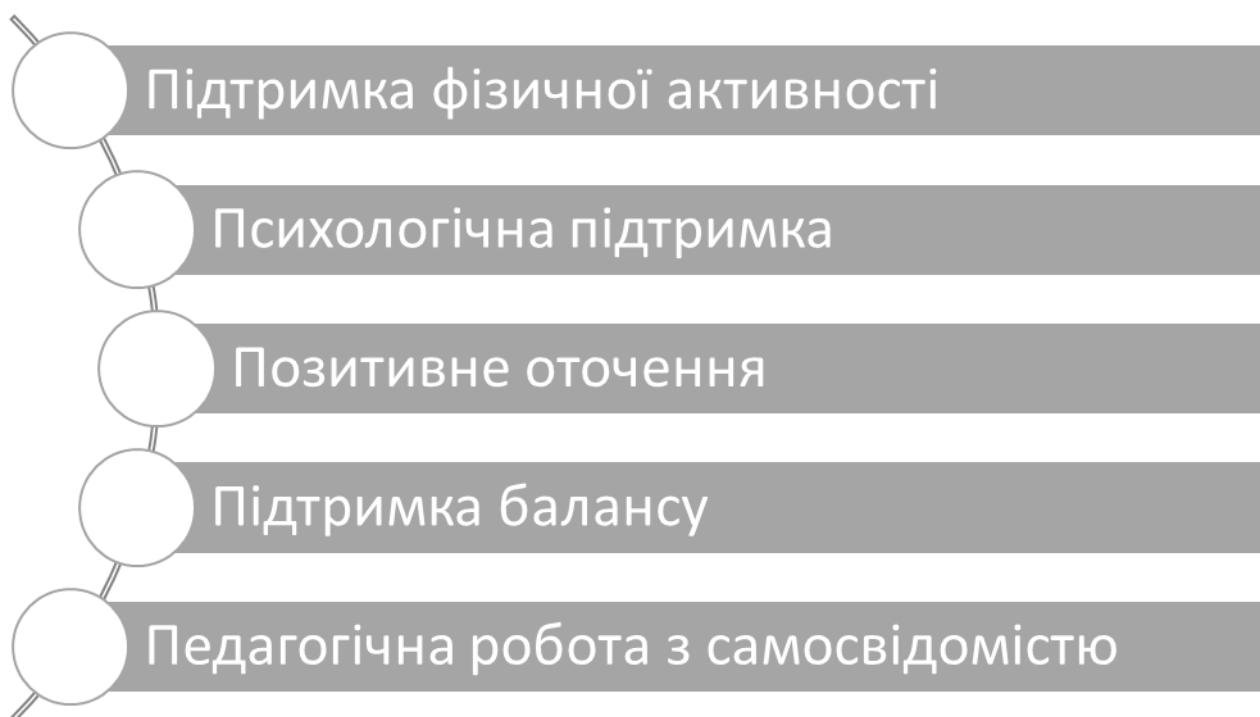 Підтримка фізичної активності
Психологічна підтримка
Позитивне оточення
Підтримка балансу
Педагогічна робота з самосвідомістю